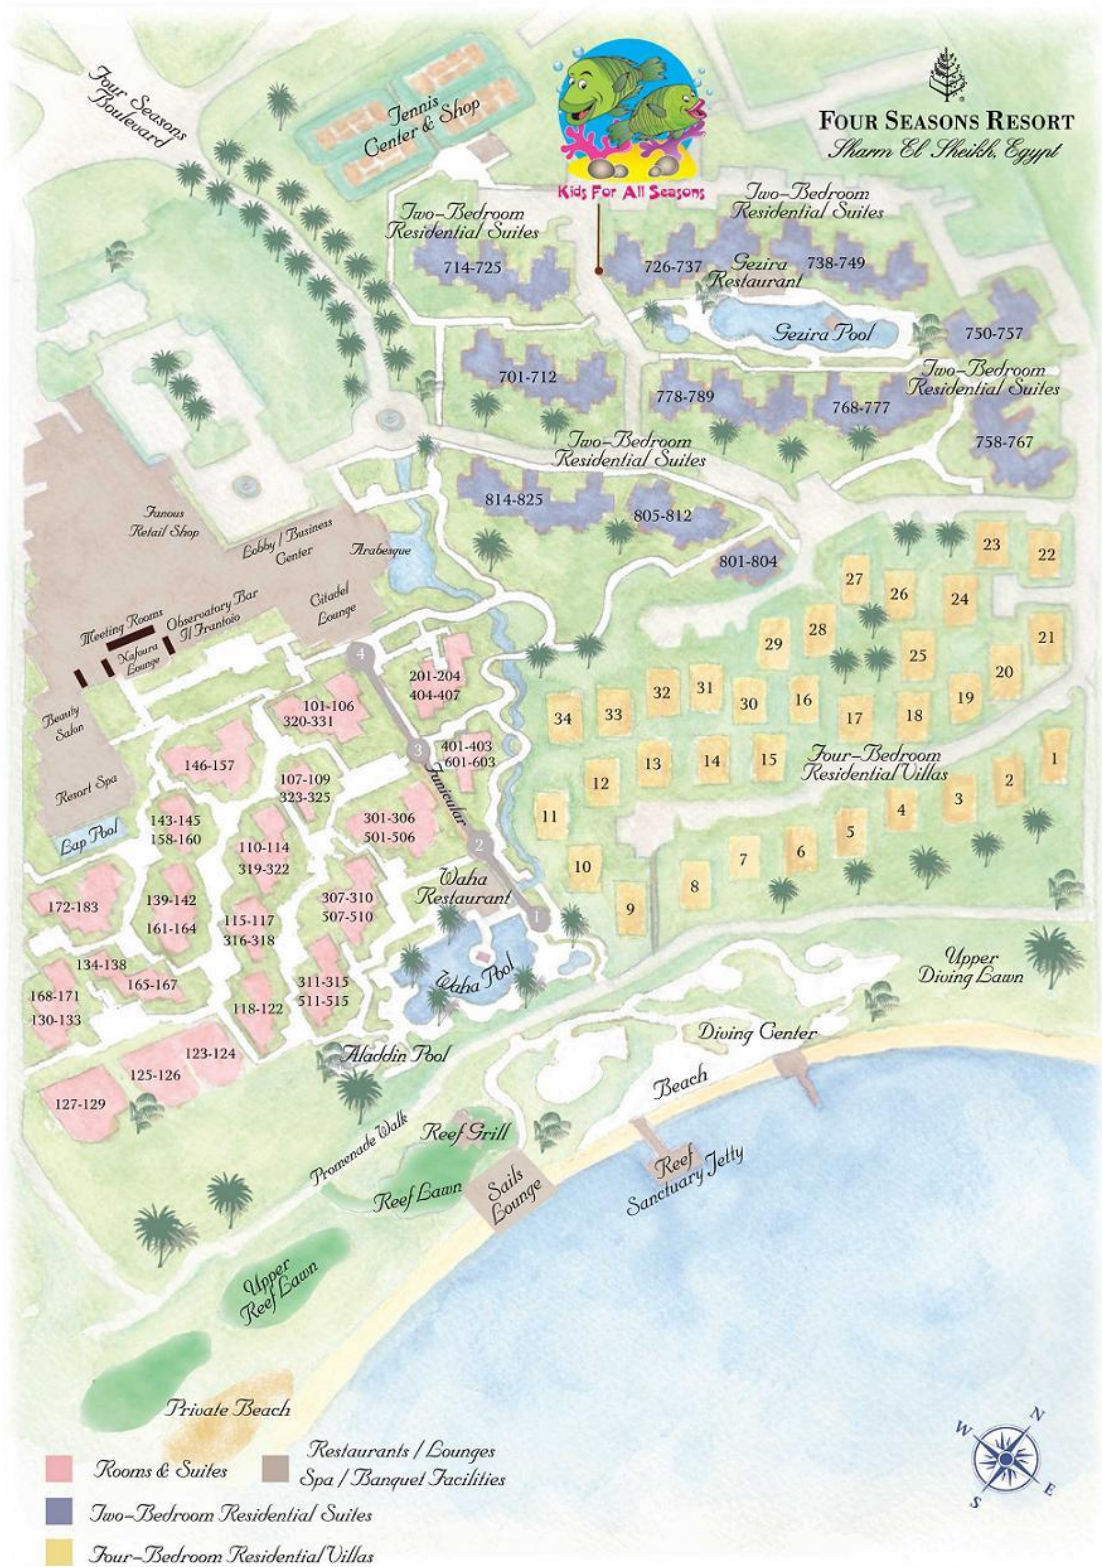 Four Seasons
Boulevard
Tennis
Center & Shop
Kids For All Seasons
FOUR SEASONS RESORT
Sharm El Sheikh, Egypt
Two-Bedroom
Residential Suites
714-725
Two-Bedroom
Residential Suites
726-737
Gezira
Restaurant
738-749
Gezira Pool
750-757
Two-Bedroom
Residential Suites
701-712
778-789
768-777
758-767
Two-Bedroom
Residential Suites
814-825
805-812
801-804
Fanous
Retail Shop
Lobby / Business
Center
Arabesque
Citadel
Lounge
Meeting Rooms
Observatory Bar
Il Frantoio
Nafoura
Lounge
Beauty
Salon
Resort Spa
Lap Pool
4
3
2
1
Funicular
201-204
404-407
101-106
320-331
401-403
601-603
146-157
107-109
323-325
301-306
501-506
143-145
158-160
110-114
319-322
307-310
507-510
172-183
139-142
161-164
115-117
316-318
134-138
165-167
168-171
130-133
118-122
311-315
511-515
123-124
125-126
127-129
Waha
Restaurant
Waha Pool
Aladdin Pool
23
22
27
26
24
21
29
28
25
20
34
33
32
31
30
16
17
18
19
Four-Bedroom
Residential Villas
12
13
14
15
1
2
3
4
5
6
7
8
9
10
11
Upper
Diving Lawn
Diving Center
Beach
Reef
Sanctuary Jetty
Promenade Walk
Reef Grill
Reef Lawn
Sails
Lounge
Upper
Reef Lawn
Private Beach
N
W
E
S
Rooms & Suites
Restaurants / Lounges
Spa / Banquet Facilities
Two-Bedroom Residential Suites
Four-Bedroom Residential Villas